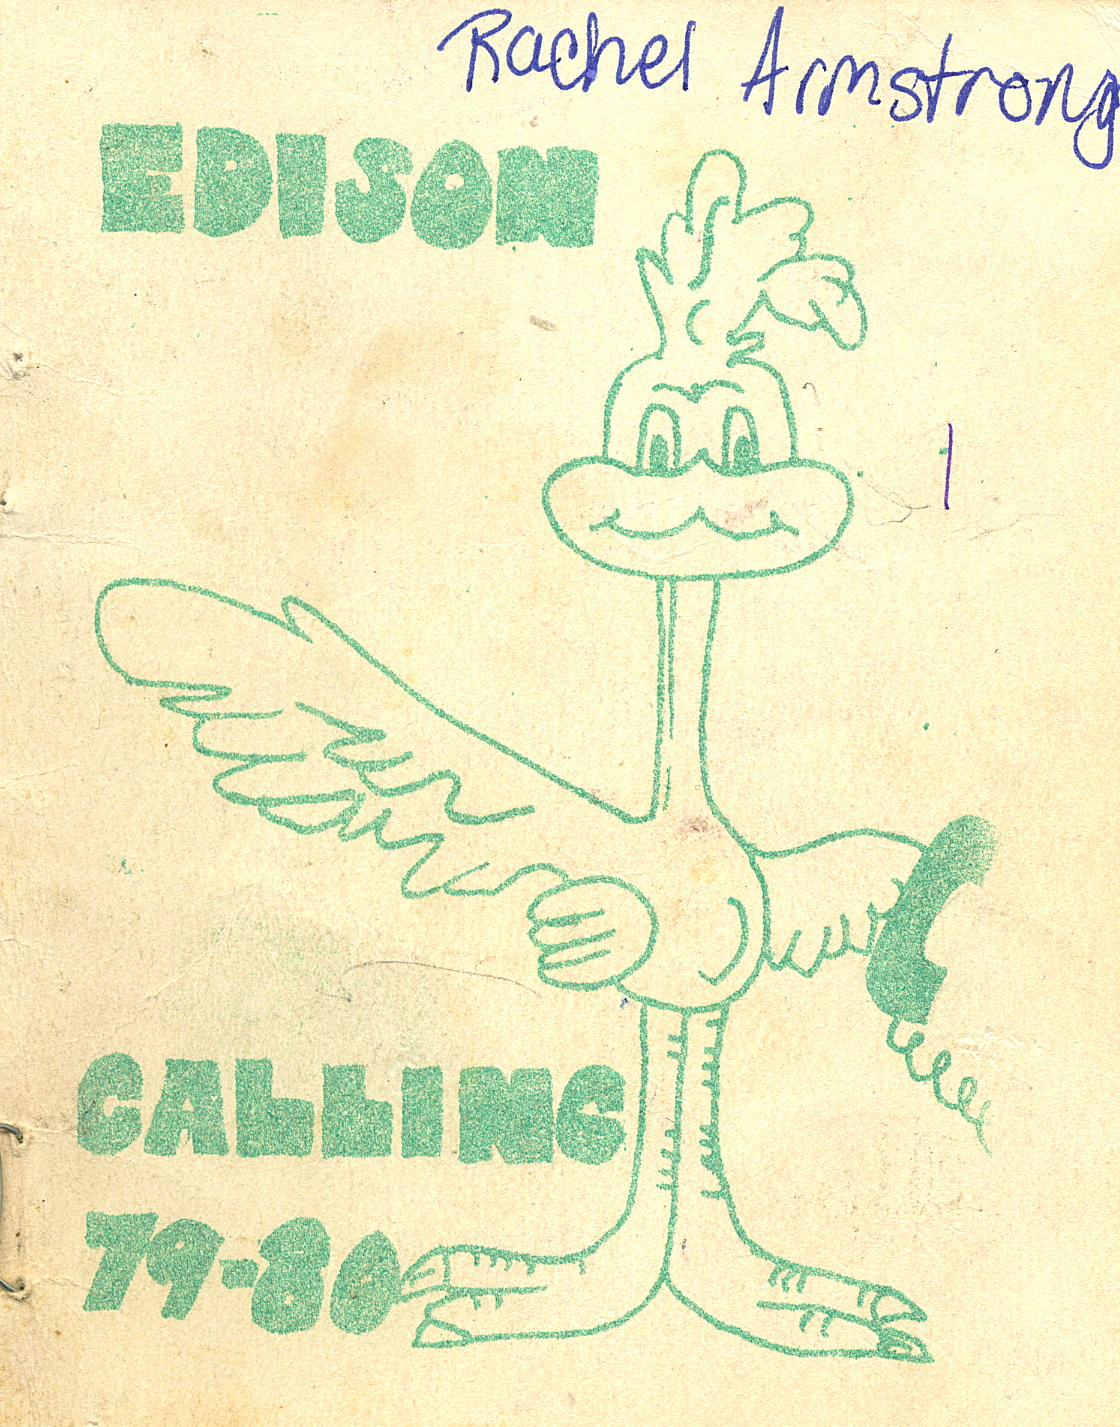 Rachel Armstrong
EDISON
CALLING
79-80